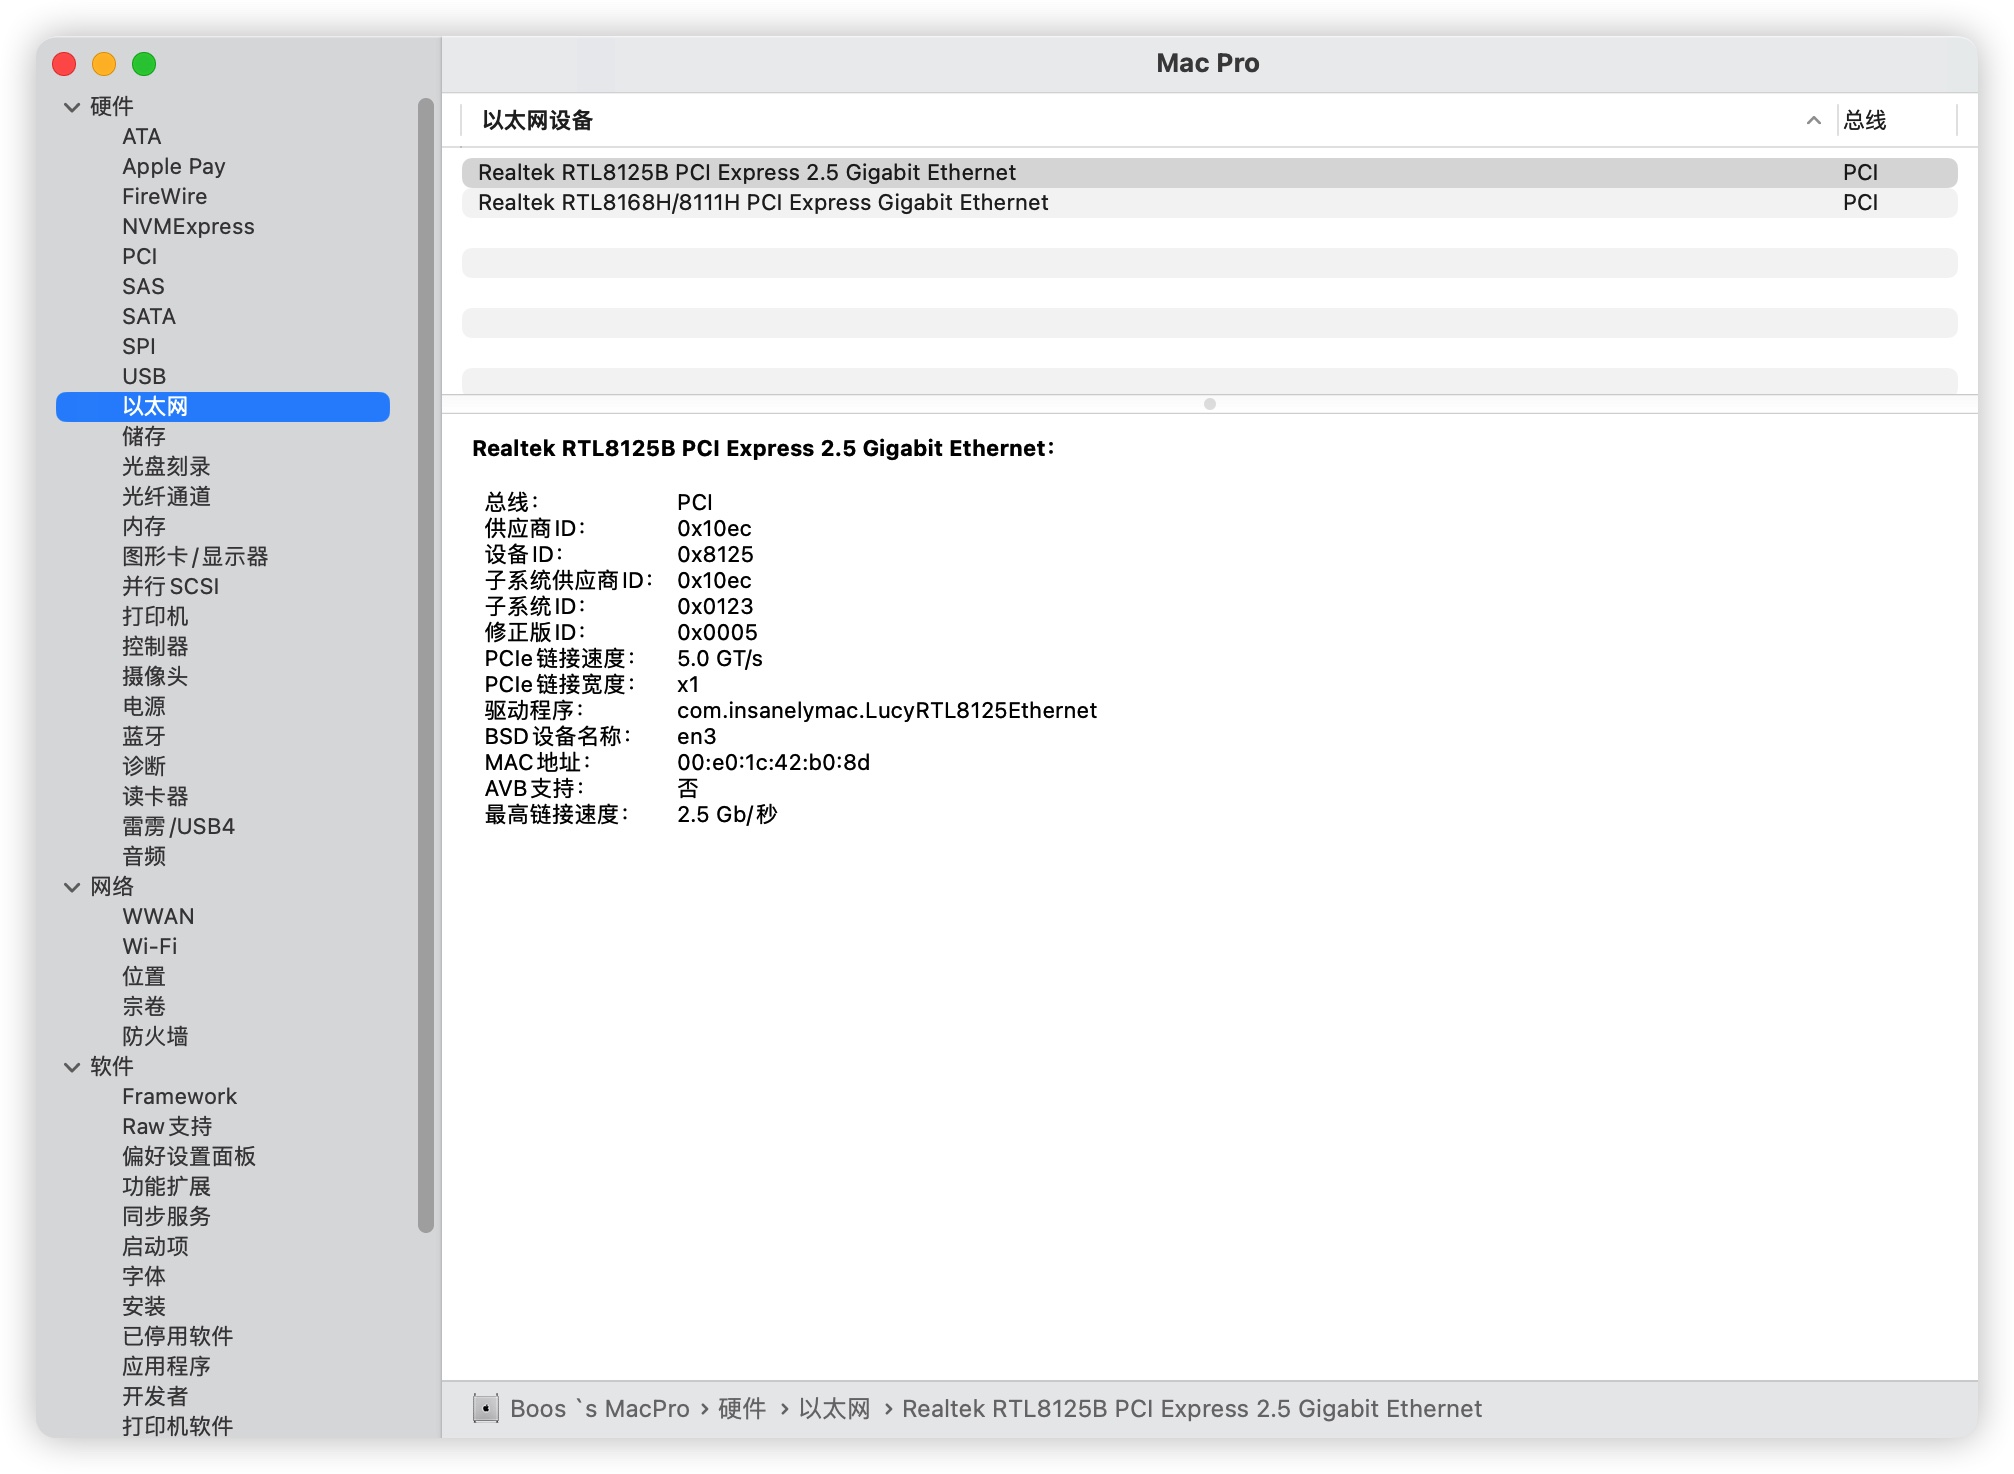 Mac Pro
硬件
ATA
Apple Pay
FireWire
NVMExpress
PCI
SAS
SATA
SPI
USB
以太网
储存
光盘刻录
光纤通道
内存
图形卡/显示器
并行SCSI
打印机
控制器
摄像头
电源
蓝牙
诊断
读卡器
雷雳/USB4
音频
网络
WWAN
Wi-Fi
位置
宗卷
防火墙
软件
Framework
Raw支持
偏好设置面板
功能扩展
同步服务
启动项
字体
安装
已停用软件
应用程序
开发者
打印机软件
以太网设备 总线
Realtek RTL8125B PCI Express 2.5 Gigabit Ethernet PCI
Realtek RTL8168H/8111H PCI Express Gigabit Ethernet PCI
Realtek RTL8125B PCI Express 2.5 Gigabit Ethernet：
总线： PCI
供应商ID： 0x10ec
设备ID： 0x8125
子系统供应商ID： 0x10ec
子系统ID： 0x0123
修正版ID： 0x0005
PCIe链接速度： 5.0 GT/s
PCIe链接宽度： x1
驱动程序： com.insanelymac.LucyRTL8125Ethernet
BSD设备名称： en3
MAC地址： 00:e0:1c:42:b0:8d
AVB支持： 否
最高链接速度： 2.5 Gb/秒
Boos `s MacPro › 硬件 › 以太网 › Realtek RTL8125B PCI Express 2.5 Gigabit Ethernet